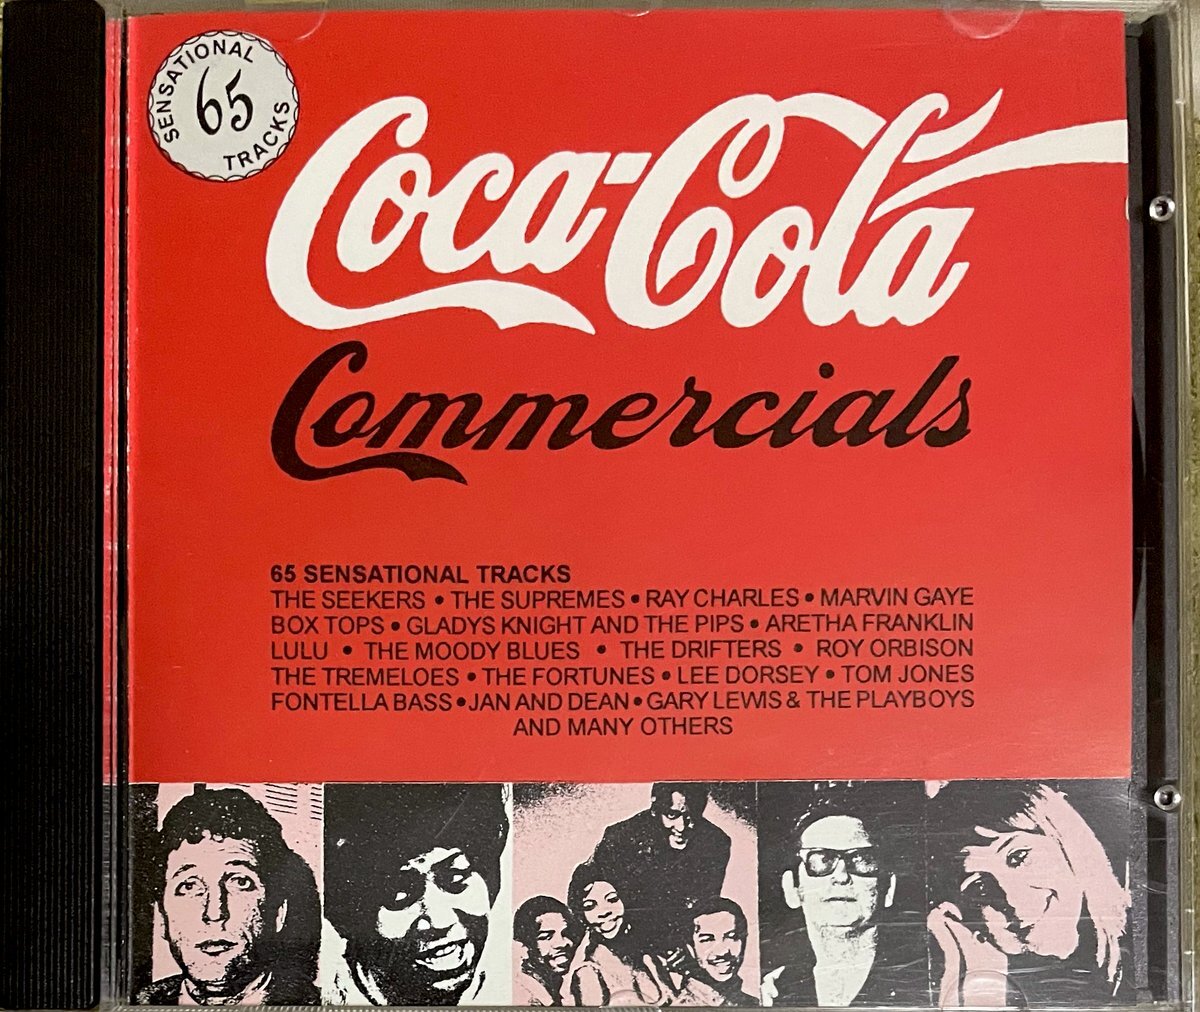 SENSATIONAL
65
TRACKS
Coca-Cola
Commercials
65 SENSATIONAL TRACKS
THE SEEKERS • THE SUPREMES • RAY CHARLES • MARVIN GAYE
BOX TOPS • GLADYS KNIGHT AND THE PIPS • ARETHA FRANKLIN
LULU • THE MOODY BLUES • THE DRIFTERS • ROY ORBISON
THE TREMELOES • THE FORTUNES • LEE DORSEY • TOM JONES
FONTELLA BASS • JAN AND DEAN • GARY LEWIS & THE PLAYBOYS
AND MANY OTHERS